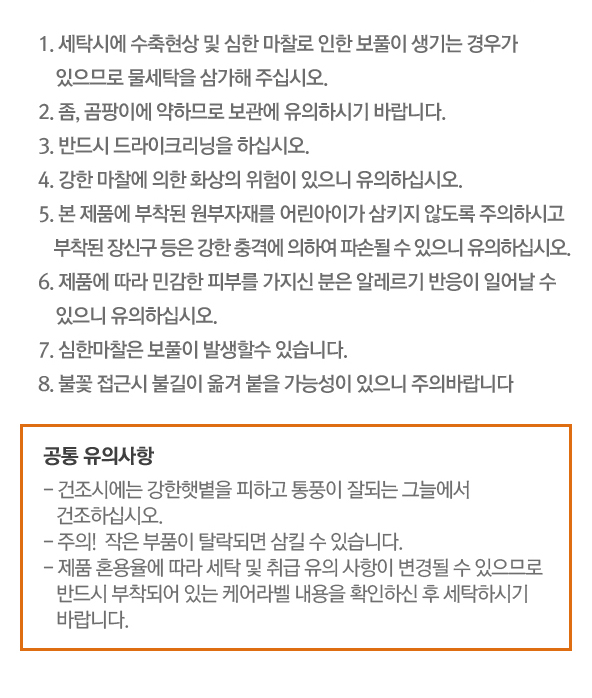 1. 세탁시에 수축현상 및 심한 마찰로 인한 보풀이 생기는 경우가
있으므로 물세탁을 삼가해 주십시오.
2. 좀, 곰팡이에 약하므로 보관에 유의하시기 바랍니다.
3. 반드시 드라이크리닝을 하십시오.
4. 강한 마찰에 의한 화상의 위험이 있으니 유의하십시오.
5. 본 제품에 부착된 원부자재를 어린아이가 삼키지 않도록 주의하시고
부착된 장신구 등은 강한 충격에 의하여 파손될 수 있으니 유의하십시오.
6. 제품에 따라 민감한 피부를 가지신 분은 알레르기 반응이 일어날 수
있으니 유의하십시오.
7. 심한마찰은 보풀이 발생할수 있습니다.
8. 불꽃 접근시 불길이 옮겨 붙을 가능성이 있으니 주의바랍니다
공통 유의사항
- 건조시에는 강한햇볕을 피하고 통풍이 잘되는 그늘에서
건조하십시오.
- 주의! 작은 부품이 탈락되면 삼킬 수 있습니다.
- 제품 혼용율에 따라 세탁 및 취급 유의 사항이 변경될 수 있으므로
반드시 부착되어 있는 케어라벨 내용을 확인하신 후 세탁하시기
바랍니다.